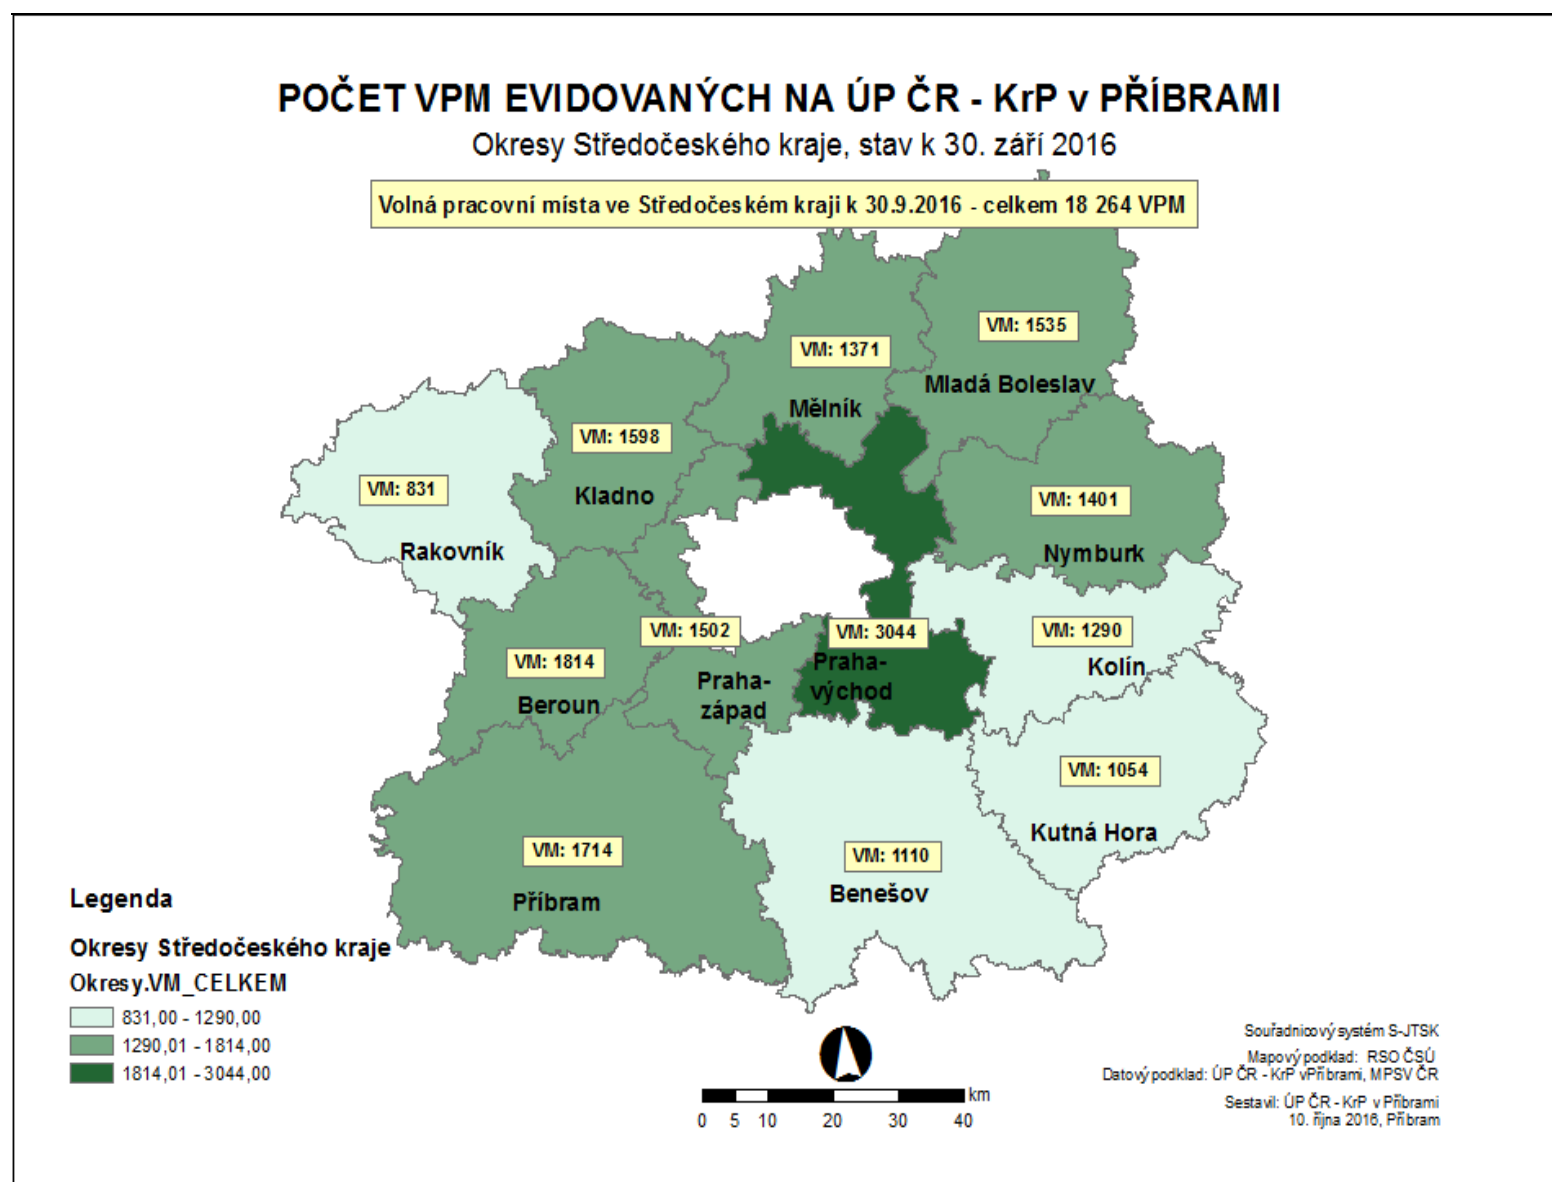 POČET VPM EVIDOVANÝCH NA ÚP ČR - KrP v PŘÍBRAMI
Okresy Středočeského kraje, stav k 30. září 2016
Volná pracovní místa ve Středočeském kraji k 30.9.2016 - celkem 18 264 VPM
VM: 1535
Mladá Boleslav
VM: 1371
Mělník
VM: 1598
Kladno
VM: 831
Rakovník
VM: 1401
Nymburk
VM: 1502
Praha-
západ
VM: 3044
Praha-
východ
VM: 1290
Kolín
VM: 1814
Beroun
VM: 1054
Kutná Hora
VM: 1714
Příbram
VM: 1110
Benešov
Legenda
Okresy Středočeského kraje
Okresy.VM_CELKEM
831,00 - 1290,00
1290,01 - 1814,00
1814,01 - 3044,00
km
0 5 10 20 30 40
Souřadnicový systém S-JTSK
Mapový podklad: RSO ČSÚ
Datový podklad: ÚP ČR - KrP vPříbrami, MPSV ČR
Sestavil: ÚP ČR - KrP v Příbrami
10. října 2016, Příbram